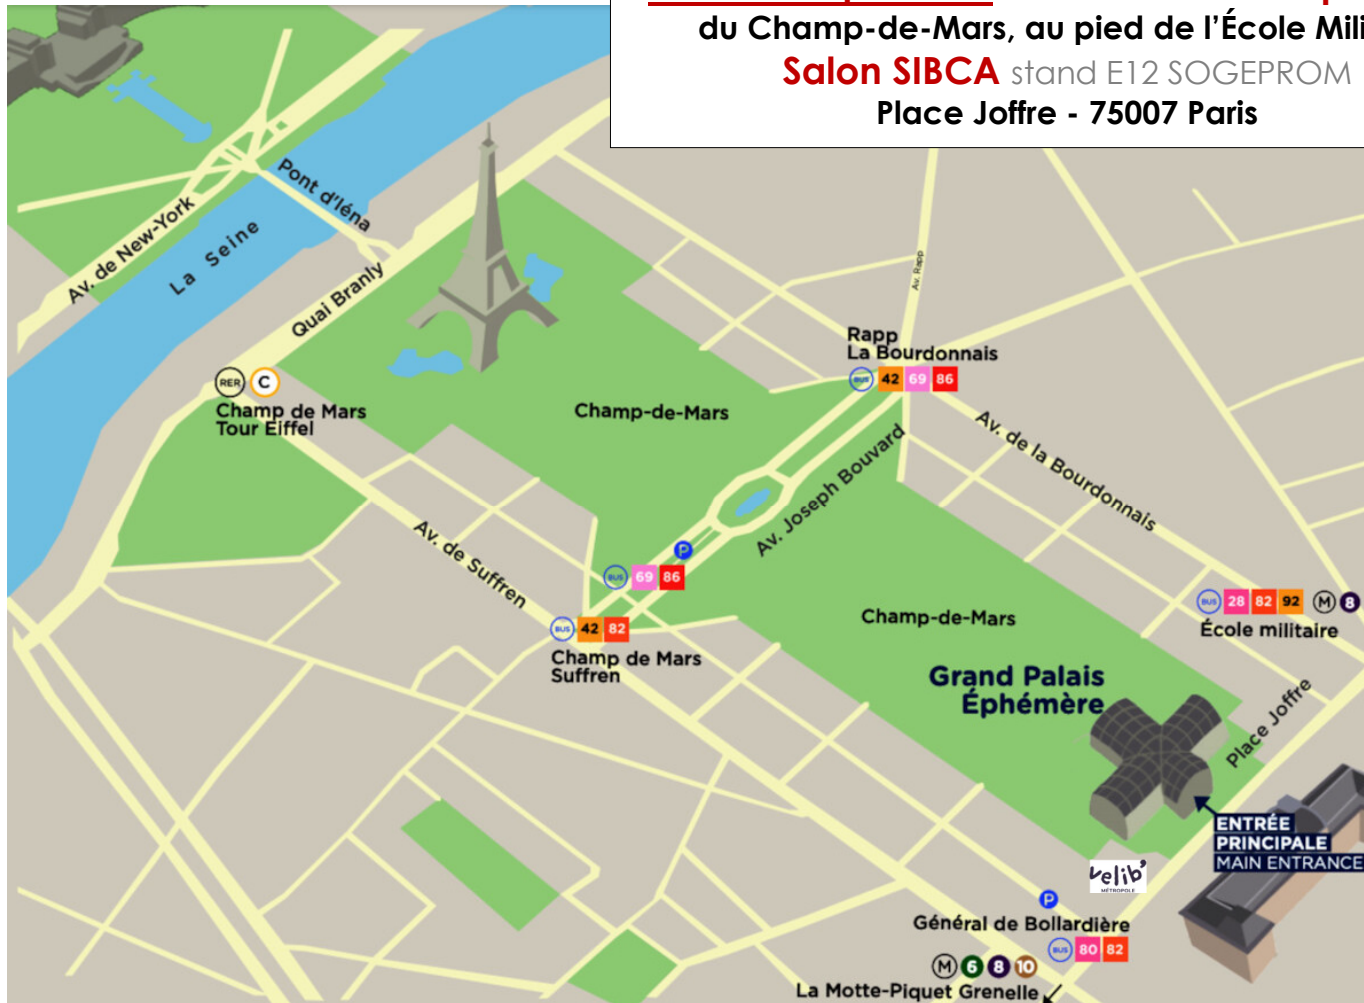 du Champ-de-Mars, au pied de l'École Mili
Salon SIBCA stand E12 SOGEPROM
Place Joffre - 75007 Paris
Pont d'Iéna
Av. de New-York
La Seine
Quai Branly
Av. Rapp
Rapp
La Bourdonnais
BUS 42 69 86
RER C
Champ de Mars
Tour Eiffel
Champ-de-Mars
Av. de la Bourdonnais
Av. Joseph Bouvard
Av. de Suffren
P
BUS 69 86
BUS 42 82
Champ de Mars
Suffren
BUS 28 82 92 M 8
École militaire
Champ-de-Mars
Grand Palais
Éphémère
Place Joffre
ENTRÉE
PRINCIPALE
MAIN ENTRANCE
velib'
MÉTROPOLE
P
Général de Bollardière
BUS 80 82
M 6 8 10
La Motte-Piquet Grenelle